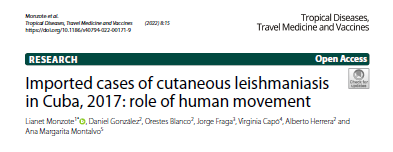 Monzote et al.
Tropical Diseases, Travel Medicine and Vaccines (2022) 8:15
https://doi.org/10.1186/s40794-022-00171-9
Tropical Diseases,
Travel Medicine and Vaccines
RESEARCH Open Access
Imported cases of cutaneous leishmaniasis
in Cuba, 2017: role of human movement
Check for
updates
Lianet Monzote1*, Daniel González2, Orestes Blanco2, Jorge Fraga3, Virginia Capó4, Alberto Herrera2 and
Ana Margarita Montalvo5